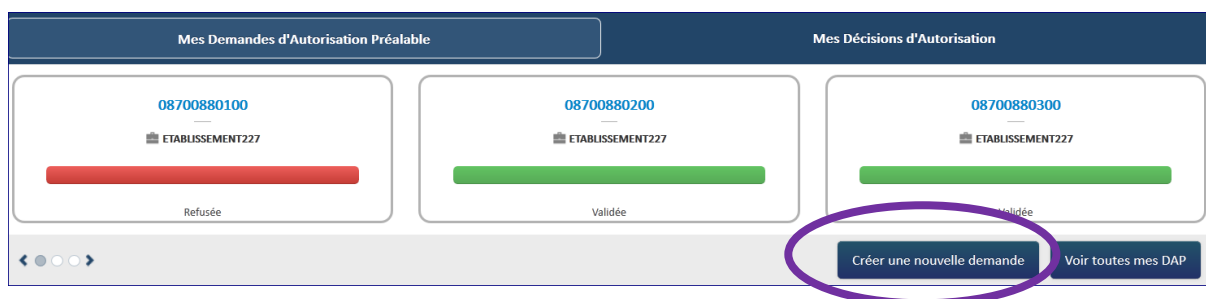 Mes Demandes d'Autorisation Préalable
Mes Décisions d'Autorisation
08700880100
ETABLISSEMENT227
Refusée
08700880200
ETABLISSEMENT227
Validée
08700880300
ETABLISSEMENT227
Validée
Créer une nouvelle demande
Voir toutes mes DAP